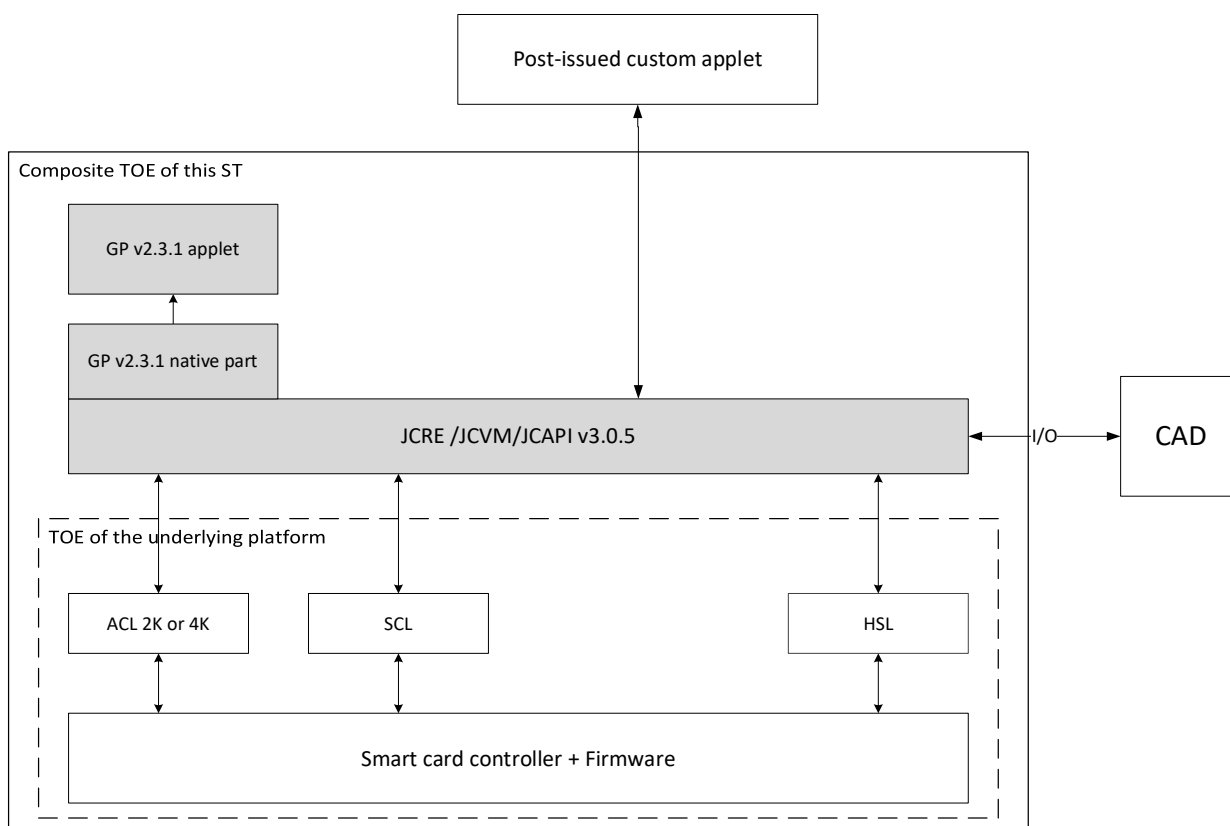 Post-issued custom applet
Composite TOE of this ST
GP v2.3.1 applet
GP v2.3.1 native part
JCRE /JCVM/JCAPI v3.0.5
I/O
CAD
TOE of the underlying platform
ACL 2K or 4K
SCL
HSL
Smart card controller + Firmware